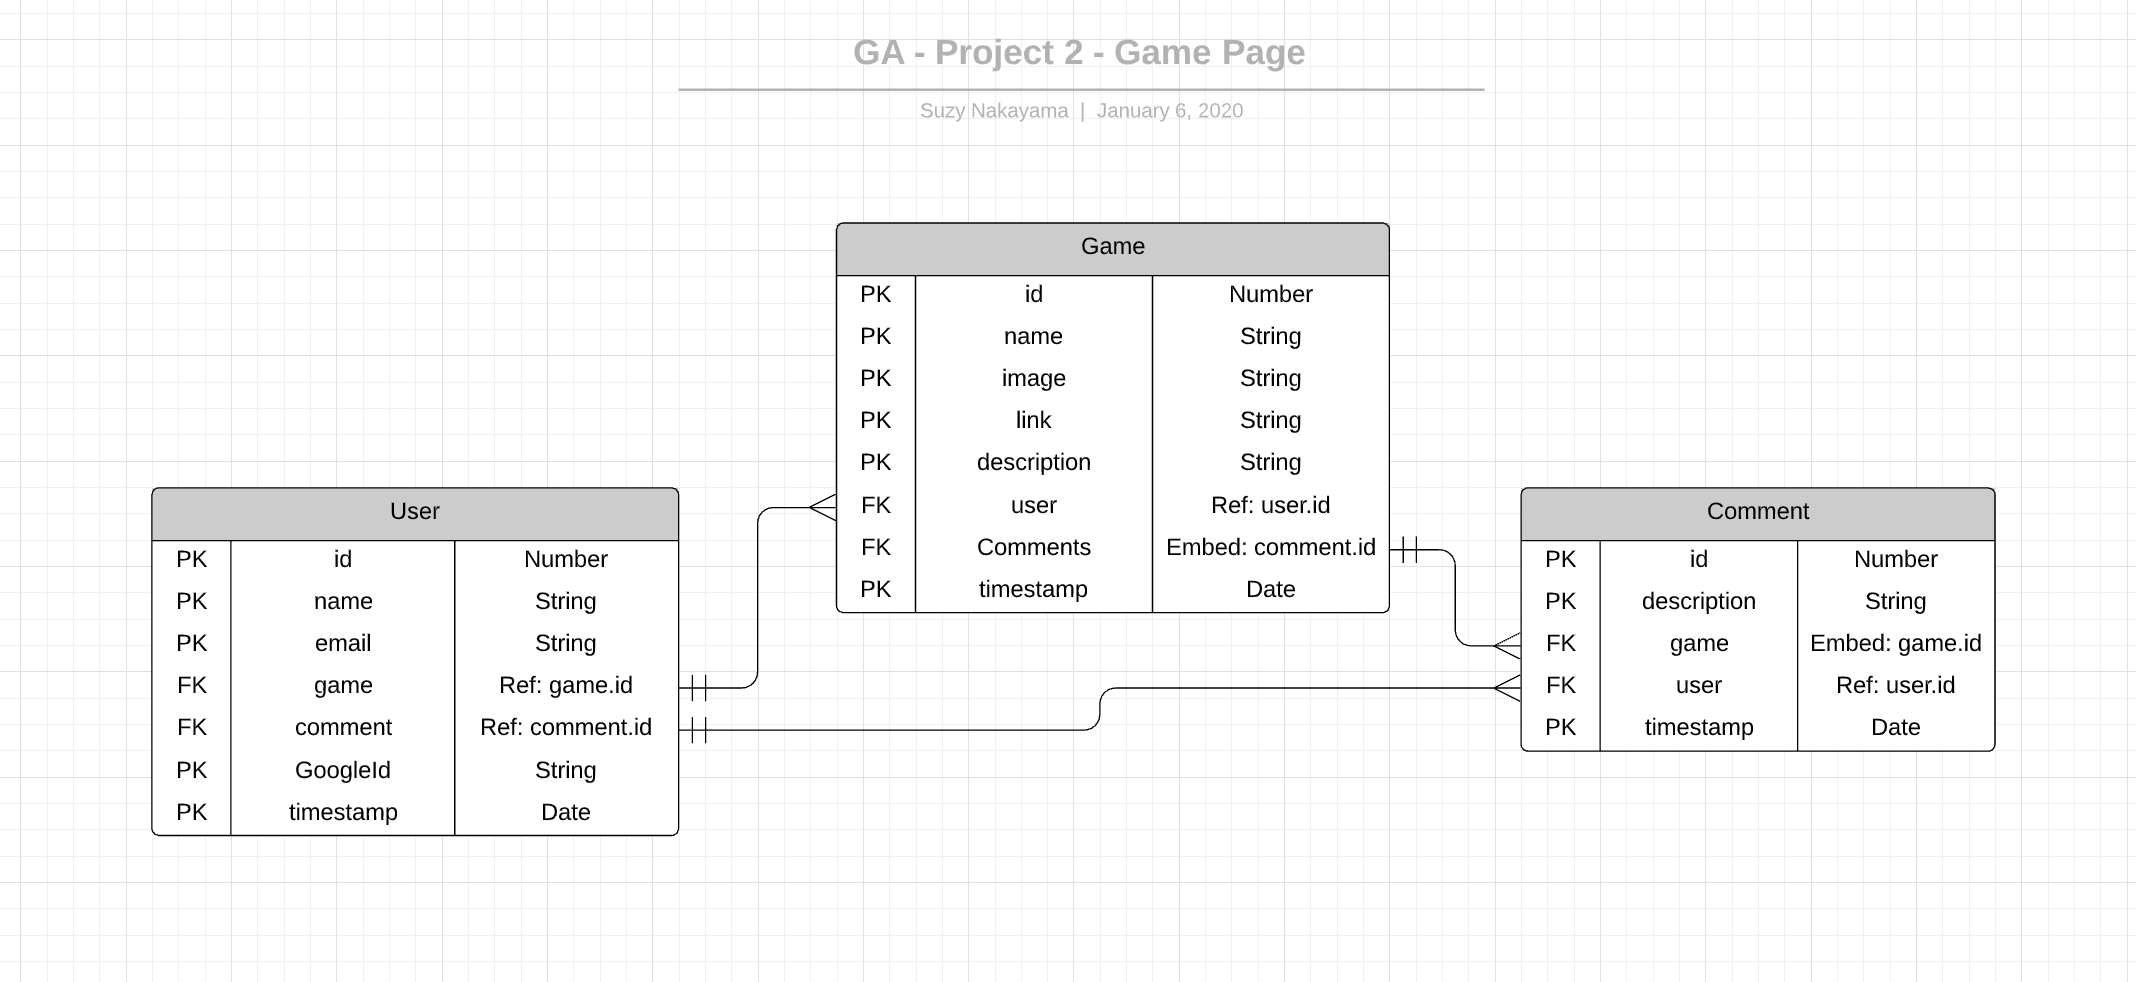 GA - Project 2 - Game Page
Suzy Nakayama | January 6, 2020
Game
PK id Number
PK name String
PK image String
PK link String
PK description String
FK user Ref: user.id
FK Comments Embed: comment.id
PK timestamp Date
User
PK id Number
PK name String
PK email String
FK game Ref: game.id
FK comment Ref: comment.id
PK GoogleId String
PK timestamp Date
Comment
PK id Number
PK description String
FK game Embed: game.id
FK user Ref: user.id
PK timestamp Date